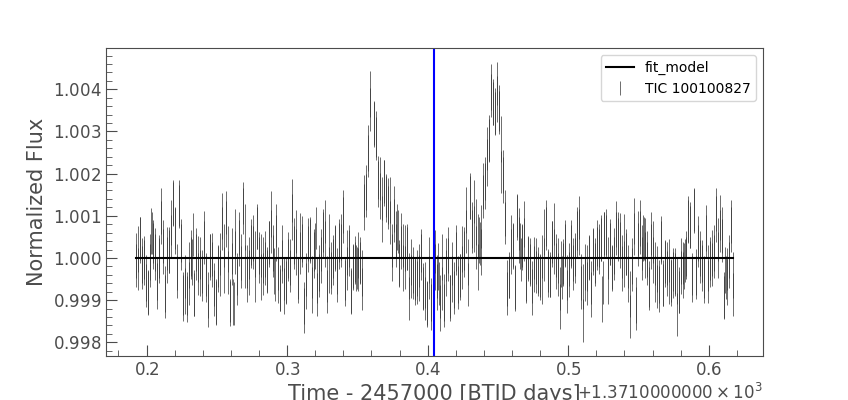 fit_model
TIC 100100827
Normalized Flux
1.004
1.003
1.002
1.001
1.000
0.999
0.998
0.2 0.3 0.4 0.5 0.6
Time - 2457000 [BTJD days]
+1.3710000000 × 10³